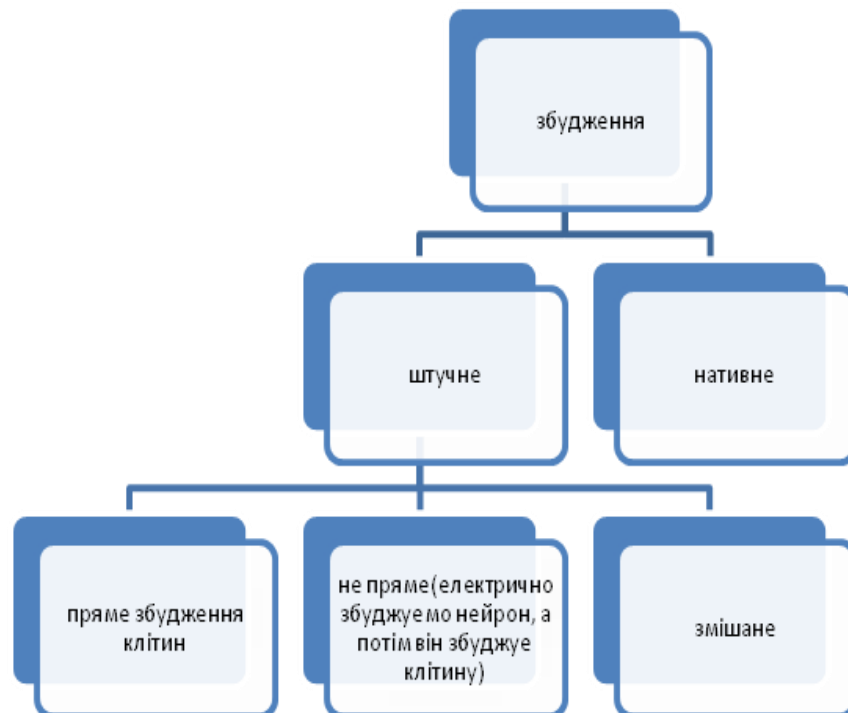 збудження
штучне
нативне
пряме збудження
клітин
не пряме(електрично
збуджуємо нейрон, а
потім він збуджує
клітину)
змішане